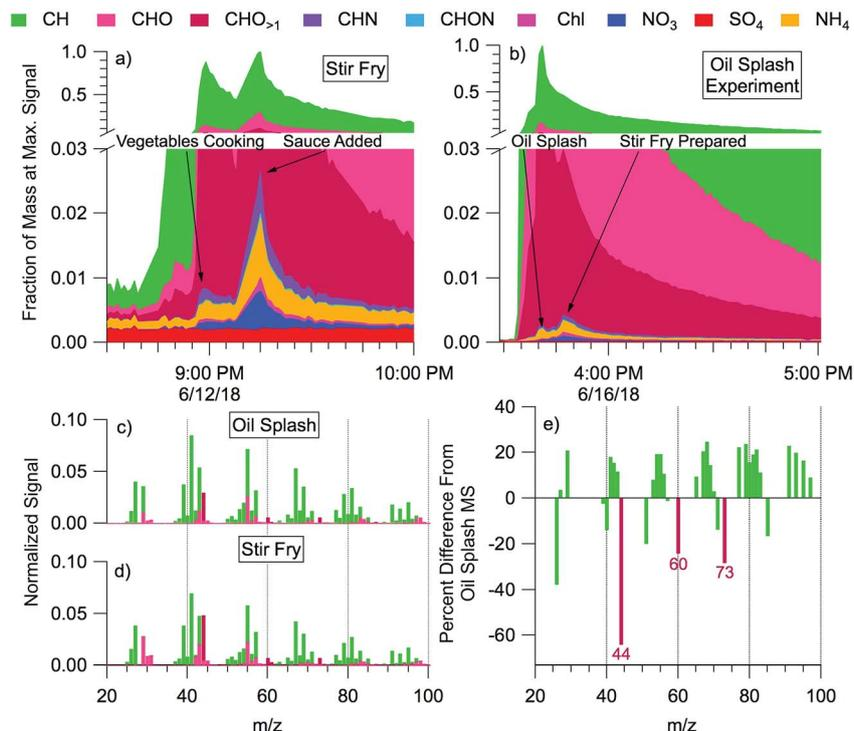 CH CHO CHO>1 CHN CHON Chl NO3 SO4 NH4
a)
Stir Fry
1.0
0.5
Vegetables Cooking Sauce Added
0.03
0.02
0.01
0.00
Fraction of Mass at Max. Signal
9:00 PM 10:00 PM
6/12/18
b)
Oil Splash
Experiment
1.0
0.5
Oil Splash Stir Fry Prepared
0.03
0.02
0.01
0.00
4:00 PM 5:00 PM
6/16/18
c)
Oil Splash
0.10
0.05
0.00
d)
Stir Fry
0.10
0.05
0.00
Normalized Signal
20 40 60 80 100
m/z
e)
40
20
0
-20
-40
-60
Percent Difference From
Oil Splash MS
60
73
44
20 40 60 80 100
m/z